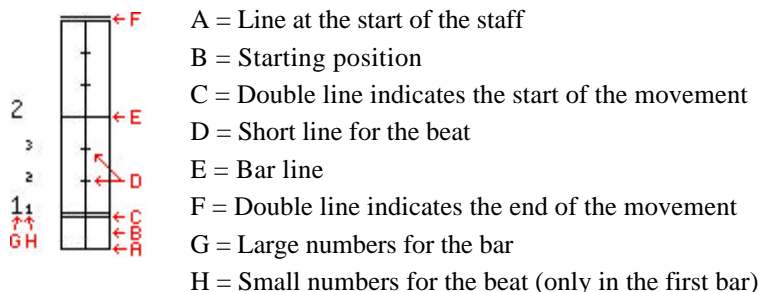 F
A = Line at the start of the staff
B = Starting position
C = Double line indicates the start of the movement
2
E
D = Short line for the beat
3
E = Bar line
2
D
F = Double line indicates the end of the movement
1 1
C
G = Large numbers for the bar
B
G H
A
H = Small numbers for the beat (only in the first bar)